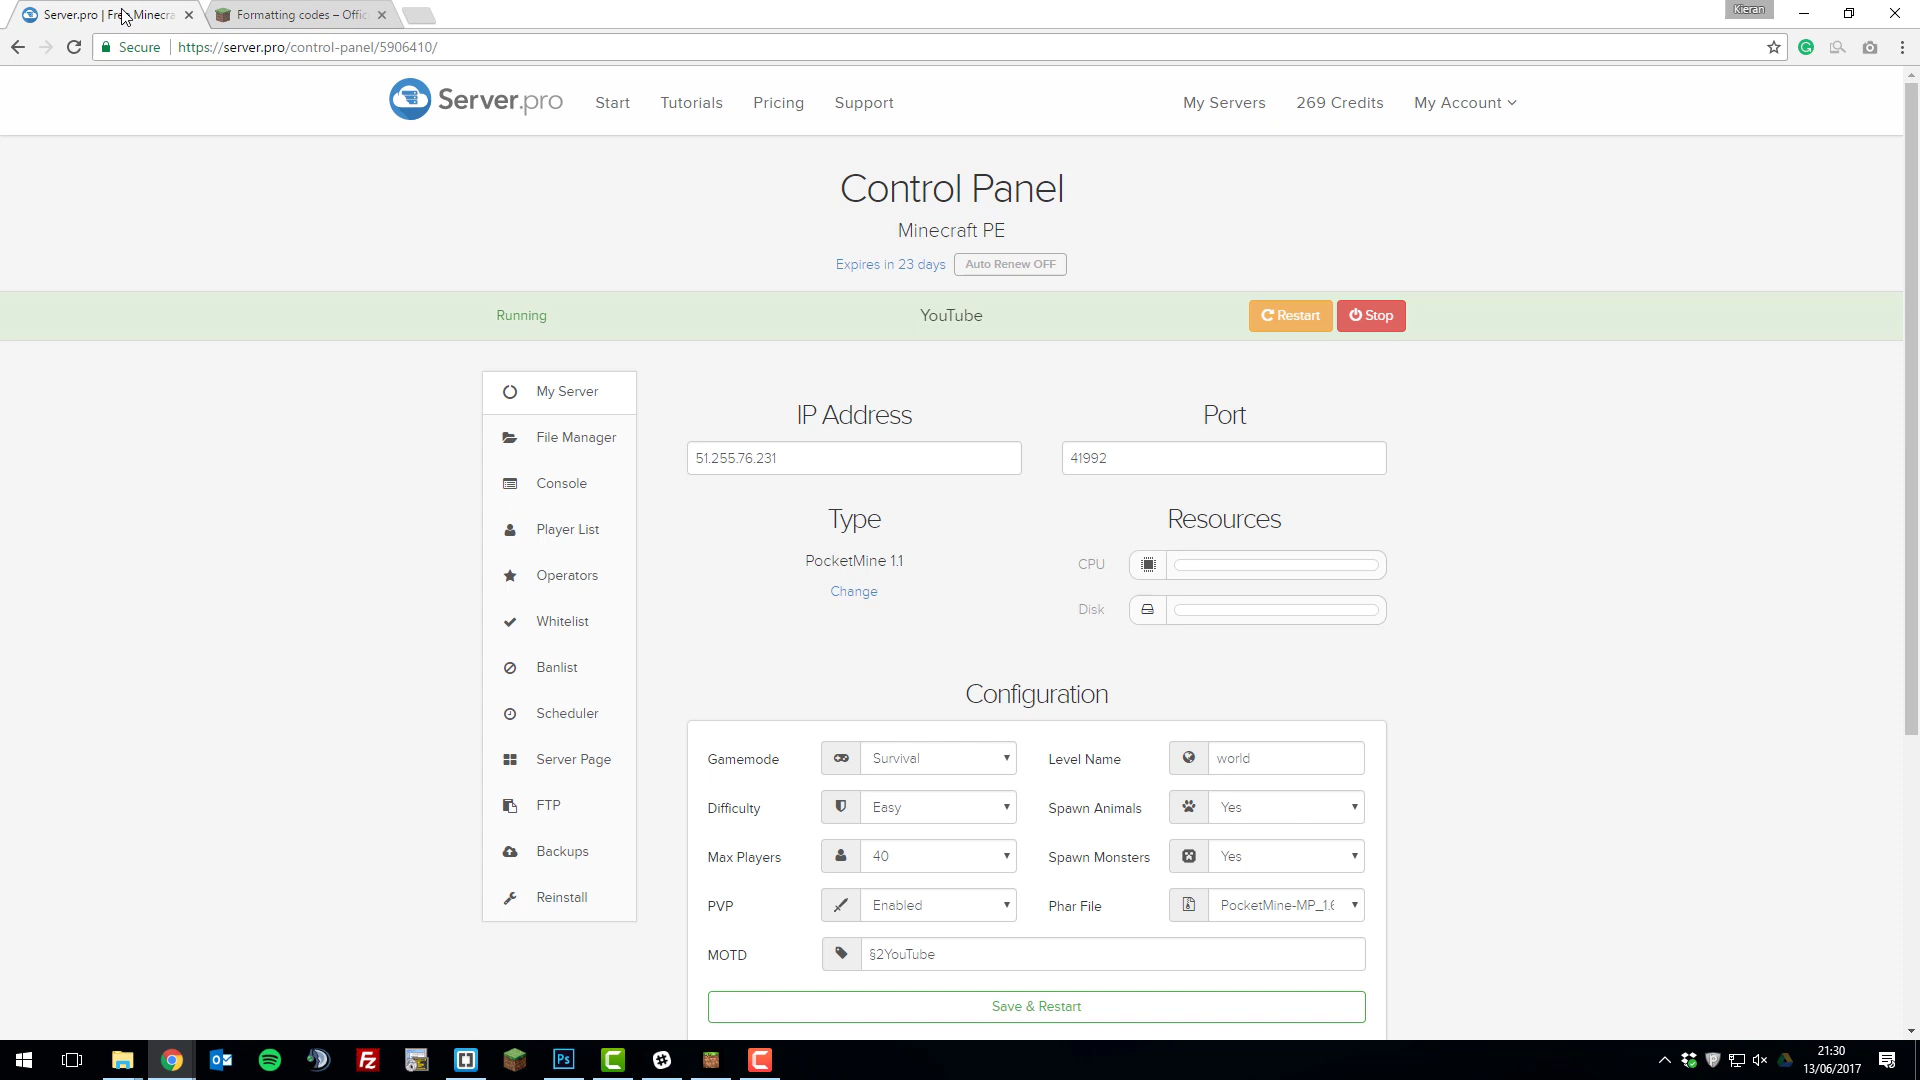 Server.pro | Free Minecra
Formatting codes – Offic
Kieran
Secure
https://server.pro/control-panel/5906410/
Server.pro
Start
Tutorials
Pricing
Support
My Servers
269 Credits
My Account
Control Panel
Minecraft PE
Expires in 23 days
Auto Renew OFF
Running
YouTube
Restart
Stop
My Server
File Manager
Console
Player List
Operators
Whitelist
Banlist
Scheduler
Server Page
FTP
Backups
Reinstall
IP Address
Port
51.255.76.231
41992
Type
Resources
PocketMine 1.1
Change
CPU
Disk
Configuration
Gamemode
Survival
Level Name
world
Difficulty
Easy
Spawn Animals
Yes
Max Players
40
Spawn Monsters
Yes
PVP
Enabled
Phar File
PocketMine-MP_1.6
MOTD
§2YouTube
Save & Restart
21:30
13/06/2017